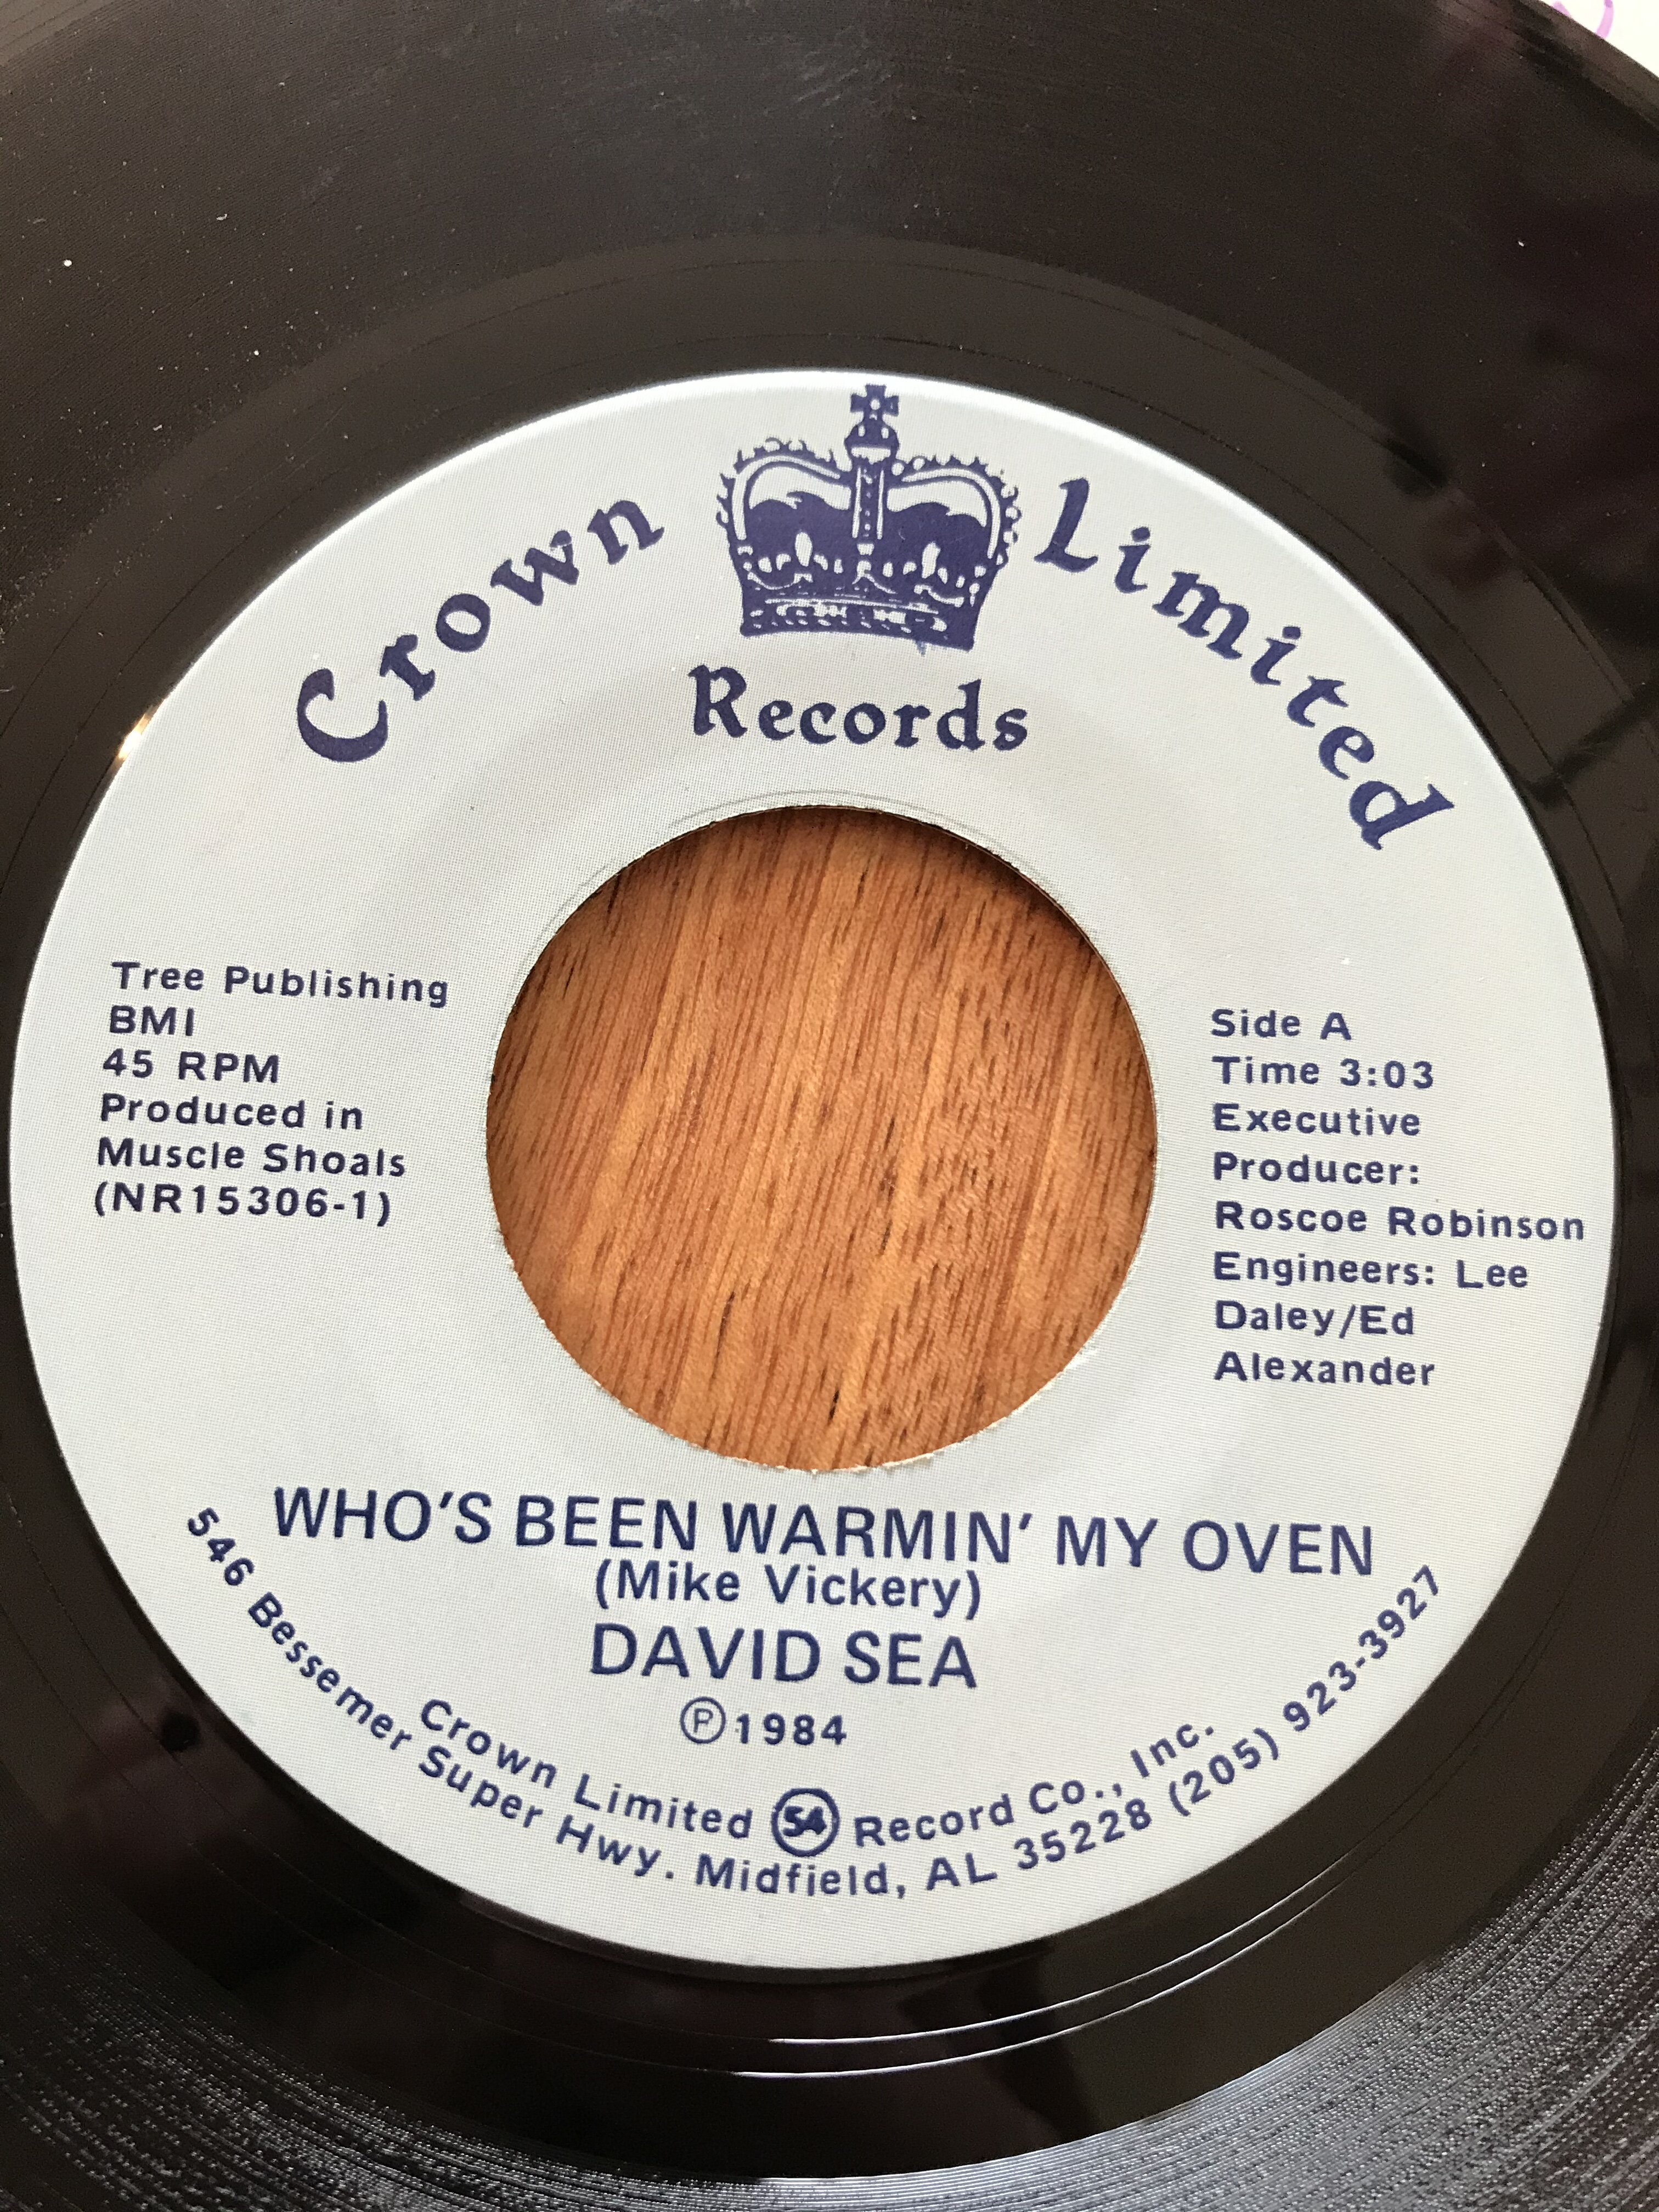 Crown Limited
Records
Tree Publishing
BMI
45 RPM
Produced in
Muscle Shoals
(NR15306-1)
Side A
Time 3:03
Executive
Producer:
Roscoe Robinson
Engineers: Lee
Daley/Ed
Alexander
WHO'S BEEN WARMIN' MY OVEN
(Mike Vickery)
DAVID SEA
Ⓟ1984
Crown Limited 54 Record Co., Inc.
546 Bessemer Super Hwy. Midfield, AL 35228 (205) 923-3927